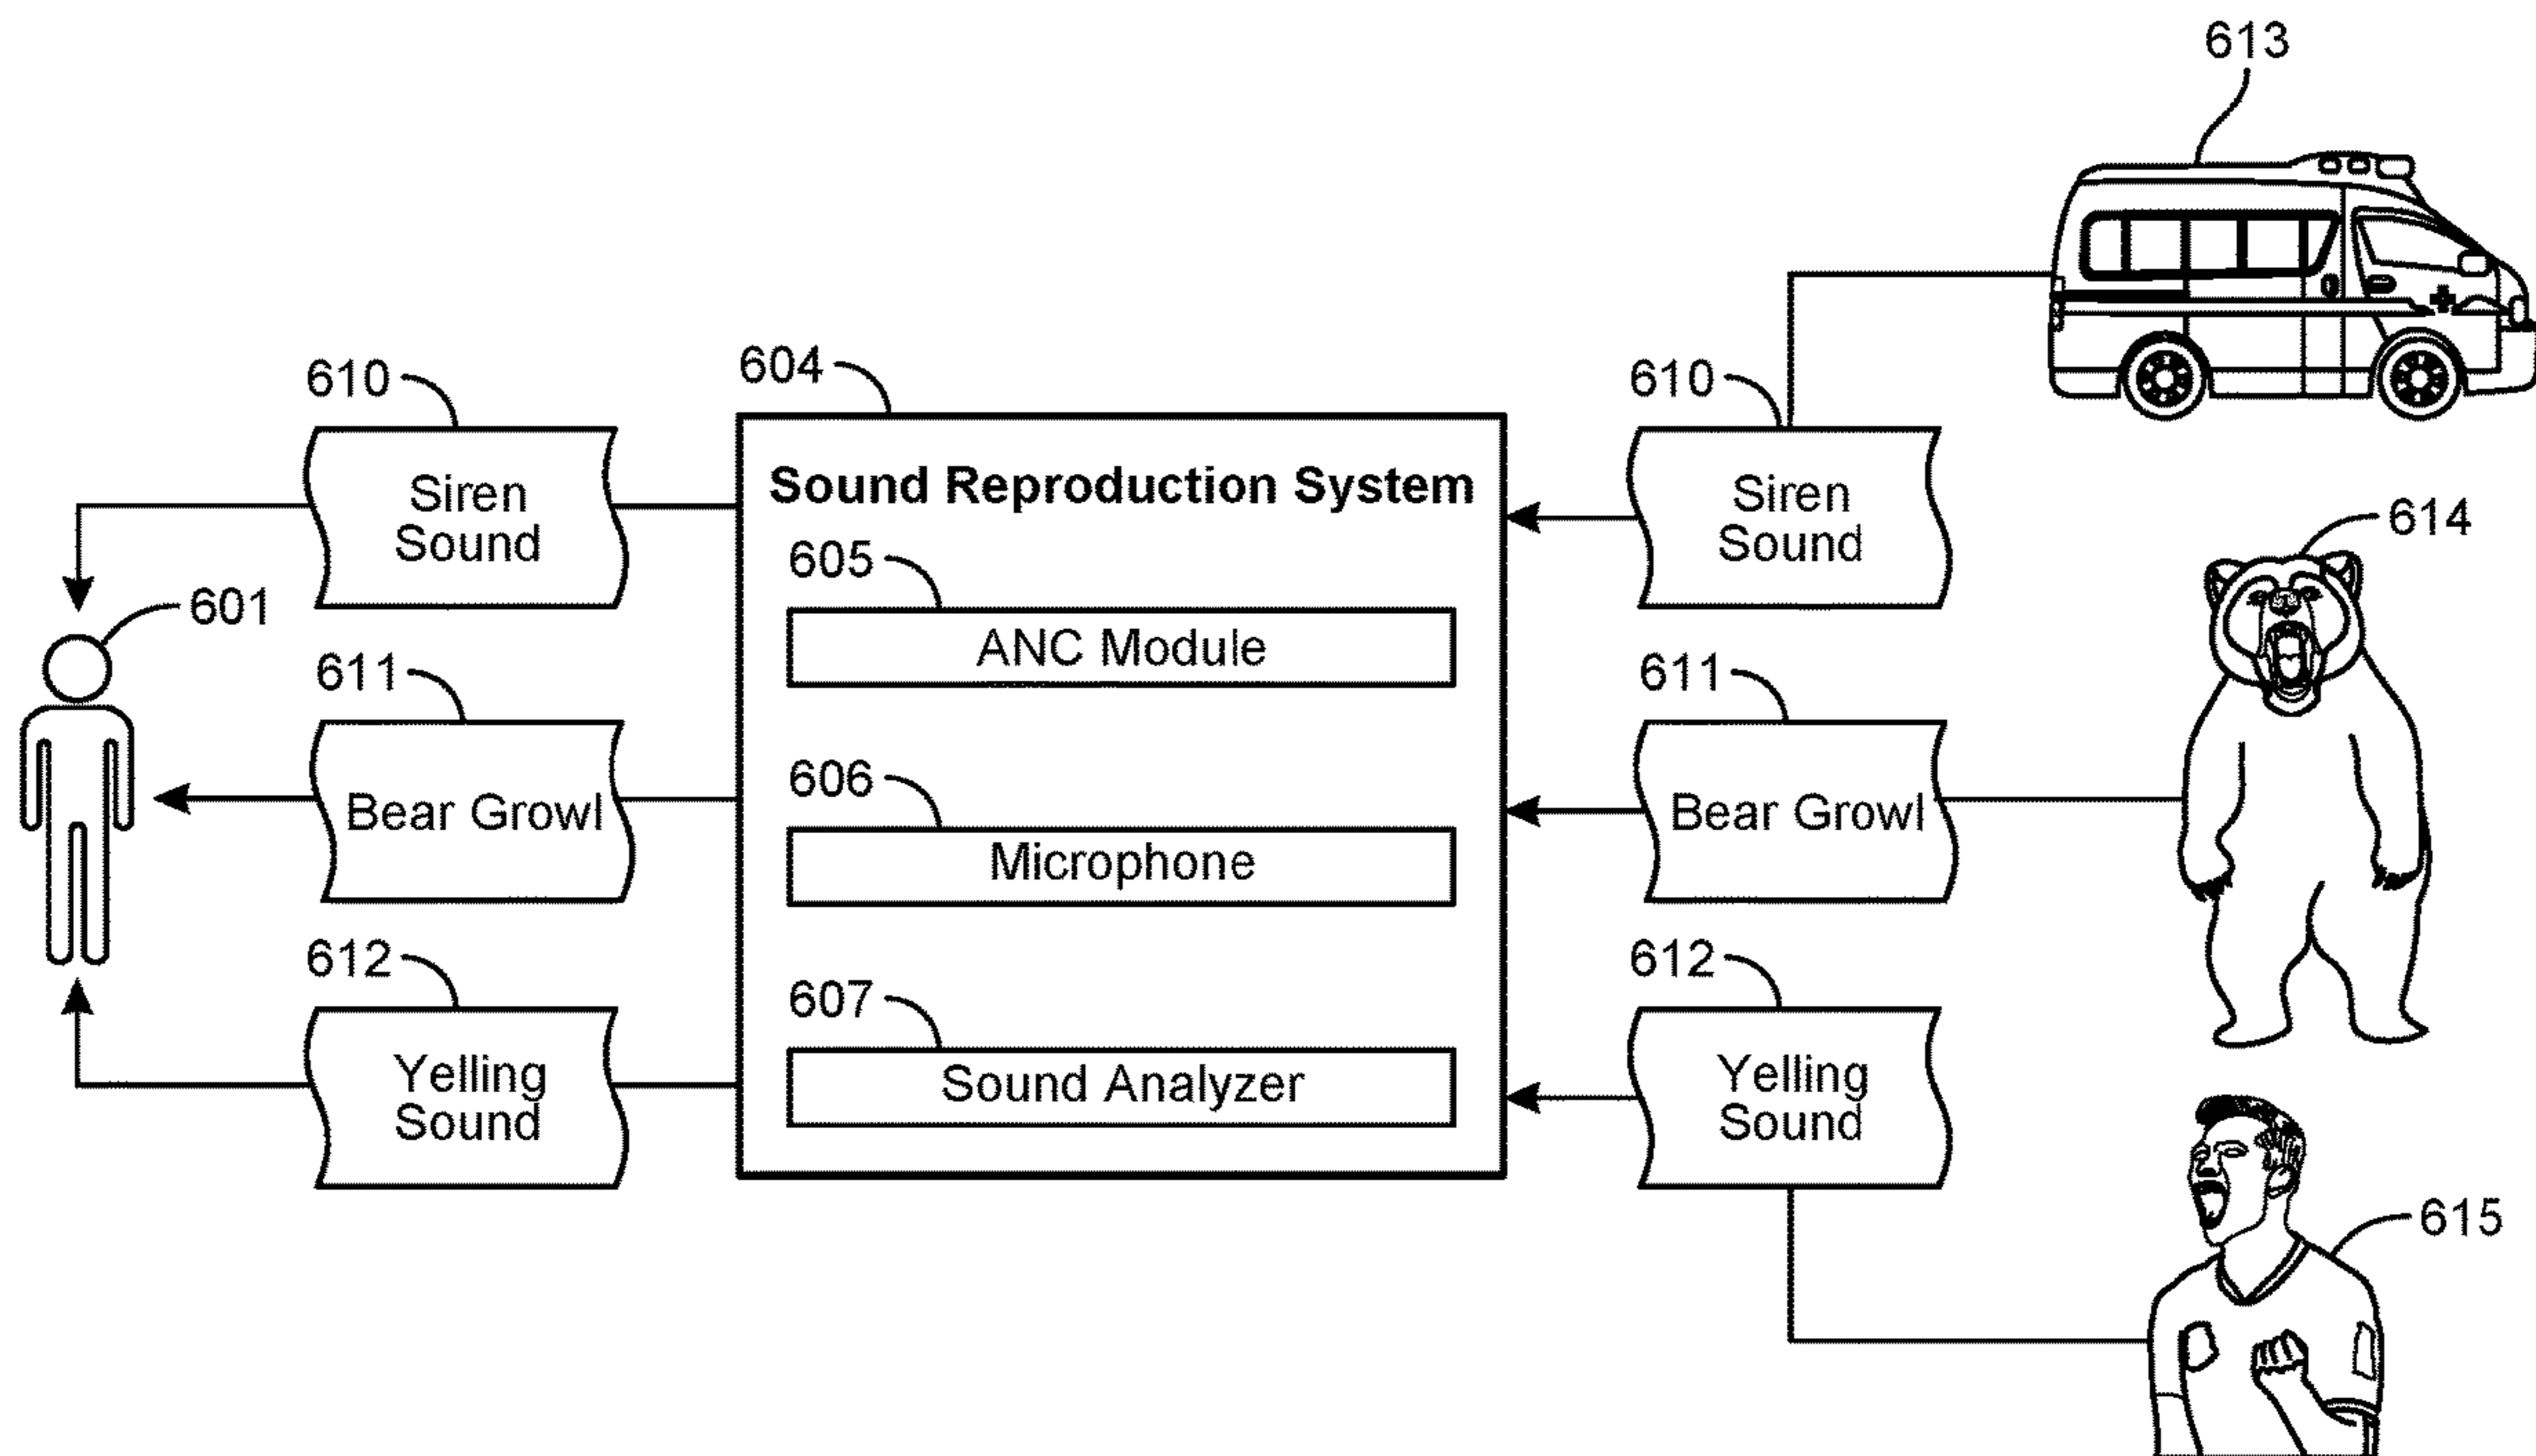 613
610
Siren
Sound
604
Sound Reproduction System
605
ANC Module
606
Microphone
607
Sound Analyzer
610
Siren
Sound
614
601
611
Bear Growl
611
Bear Growl
612
Yelling
Sound
612
Yelling
Sound
615